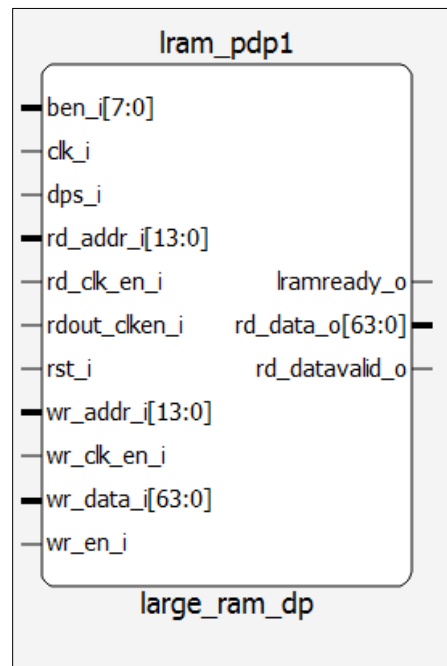 lram_pdp1
ben_i[7:0]
clk_i
dps_i
rd_addr_i[13:0]
rd_clk_en_i
rdout_clken_i
rst_i
wr_addr_i[13:0]
wr_clk_en_i
wr_data_i[63:0]
wr_en_i
lramready_o
rd_data_o[63:0]
rd_datavalid_o
large_ram_dp